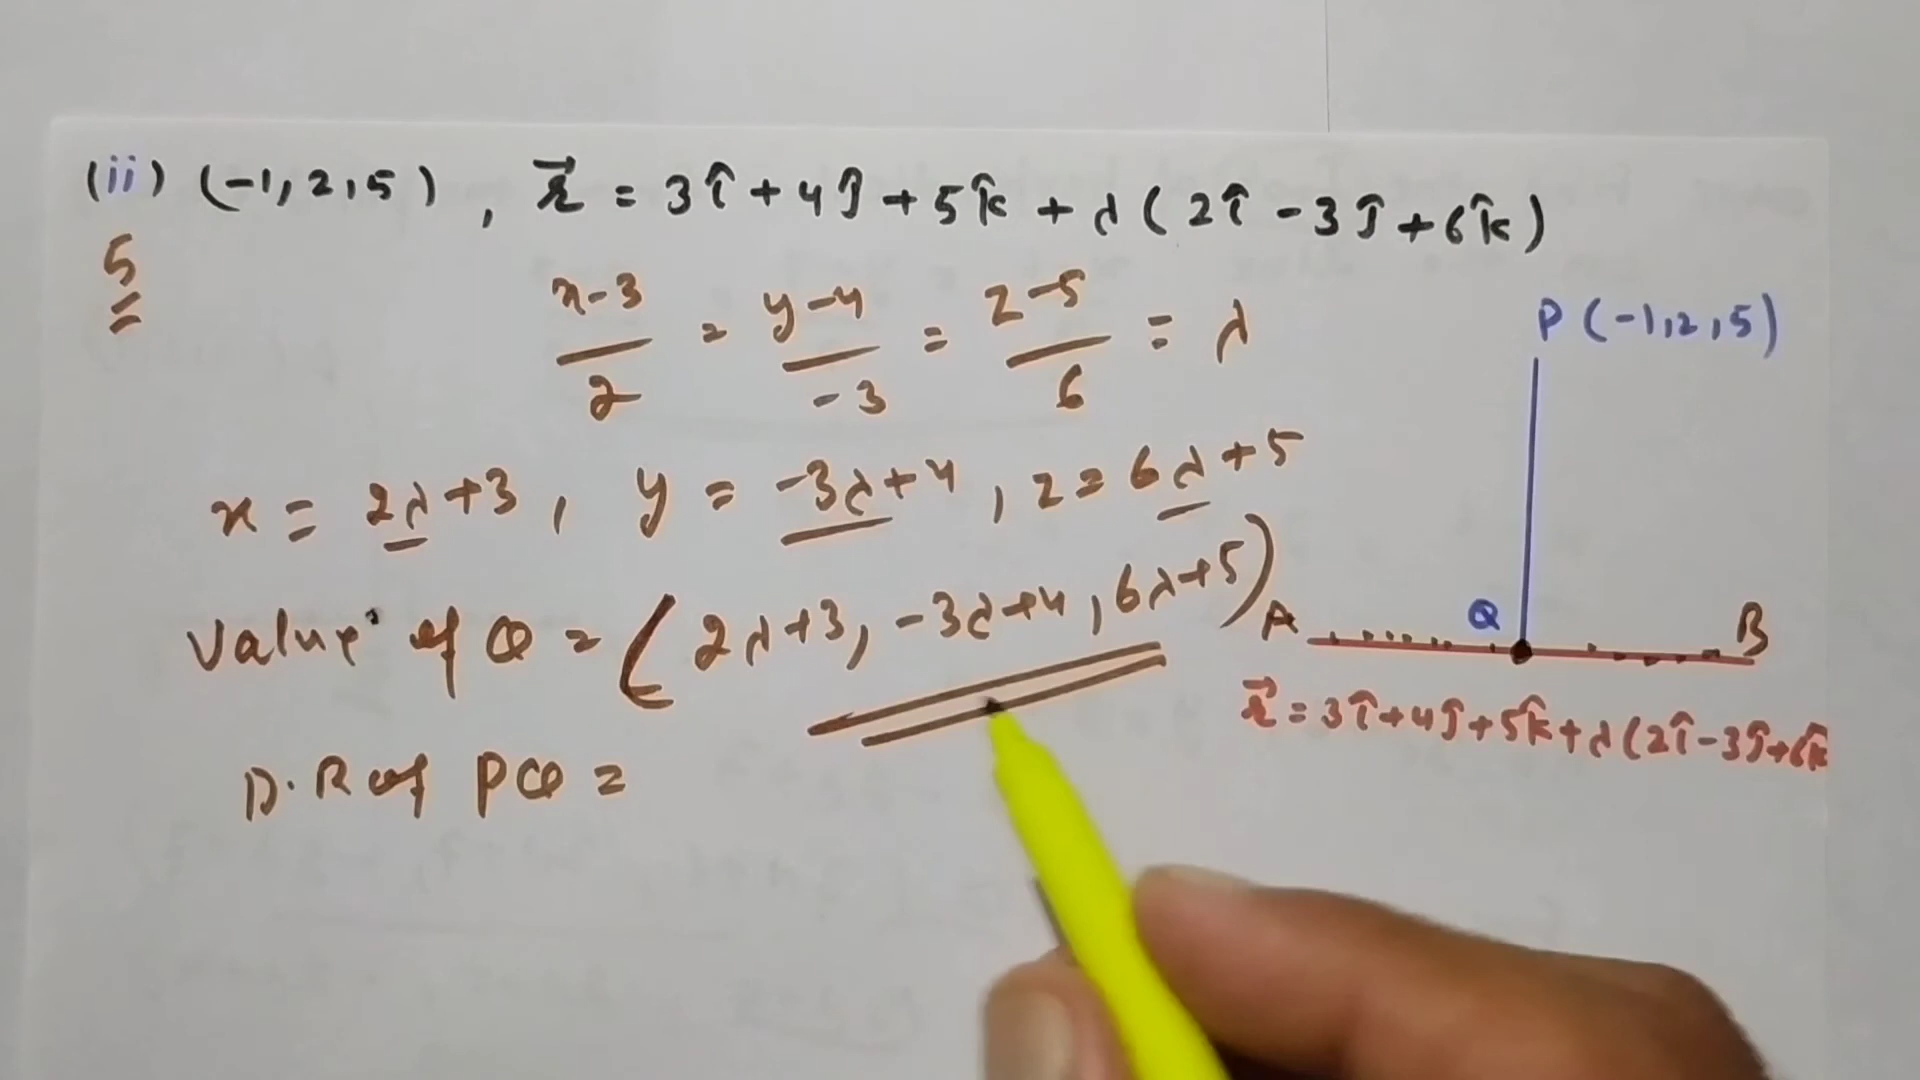 (ii) (-1, 2, 5) , r⃗ = 3î + 4ĵ + 5k̂ + λ(2î - 3ĵ + 6k̂)
5
x-3/2 = y-4/-3 = z-5/6 = λ
P(-1, 2, 5)
x = 2λ+3, y = -3λ+4, z = 6λ+5
Value of Q = (2λ+3, -3λ+4, 6λ+5)
A Q B
r⃗ = 3î+4ĵ+5k̂+λ(2î-3ĵ+6k̂
D.R of PQ =